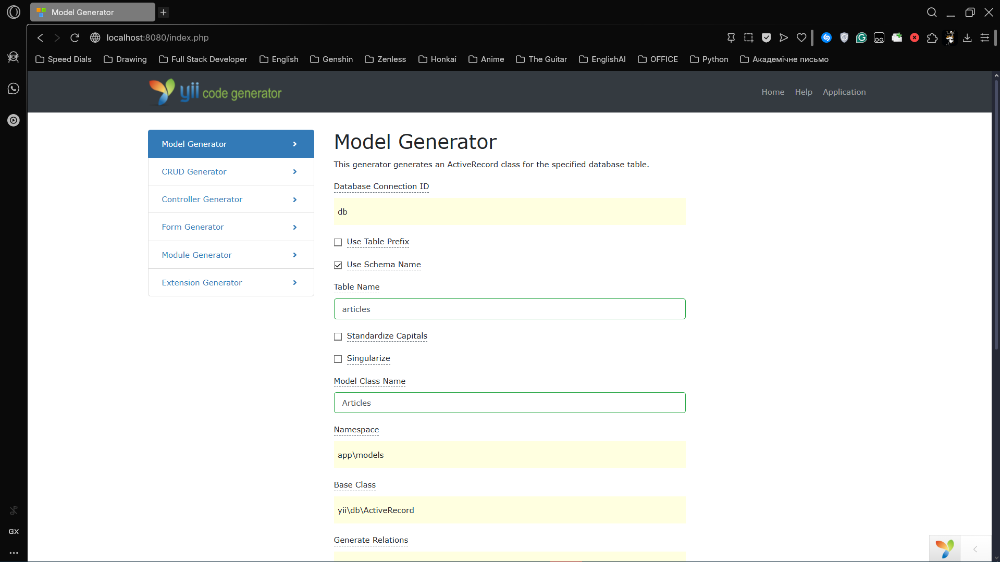 Model Generator
localhost:8080/index.php
Speed Dials
Drawing
Full Stack Developer
English
Genshin
Zenless
Honkai
Anime
The Guitar
EnglishAI
OFFICE
Python
Академічне письмо
yii code generator
Home
Help
Application
Model Generator
CRUD Generator
Controller Generator
Form Generator
Module Generator
Extension Generator
Model Generator
This generator generates an ActiveRecord class for the specified database table.
Database Connection ID
db
Use Table Prefix
Use Schema Name
Table Name
articles
Standardize Capitals
Singularize
Model Class Name
Articles
Namespace
app\models
Base Class
yii\db\ActiveRecord
Generate Relations
GX